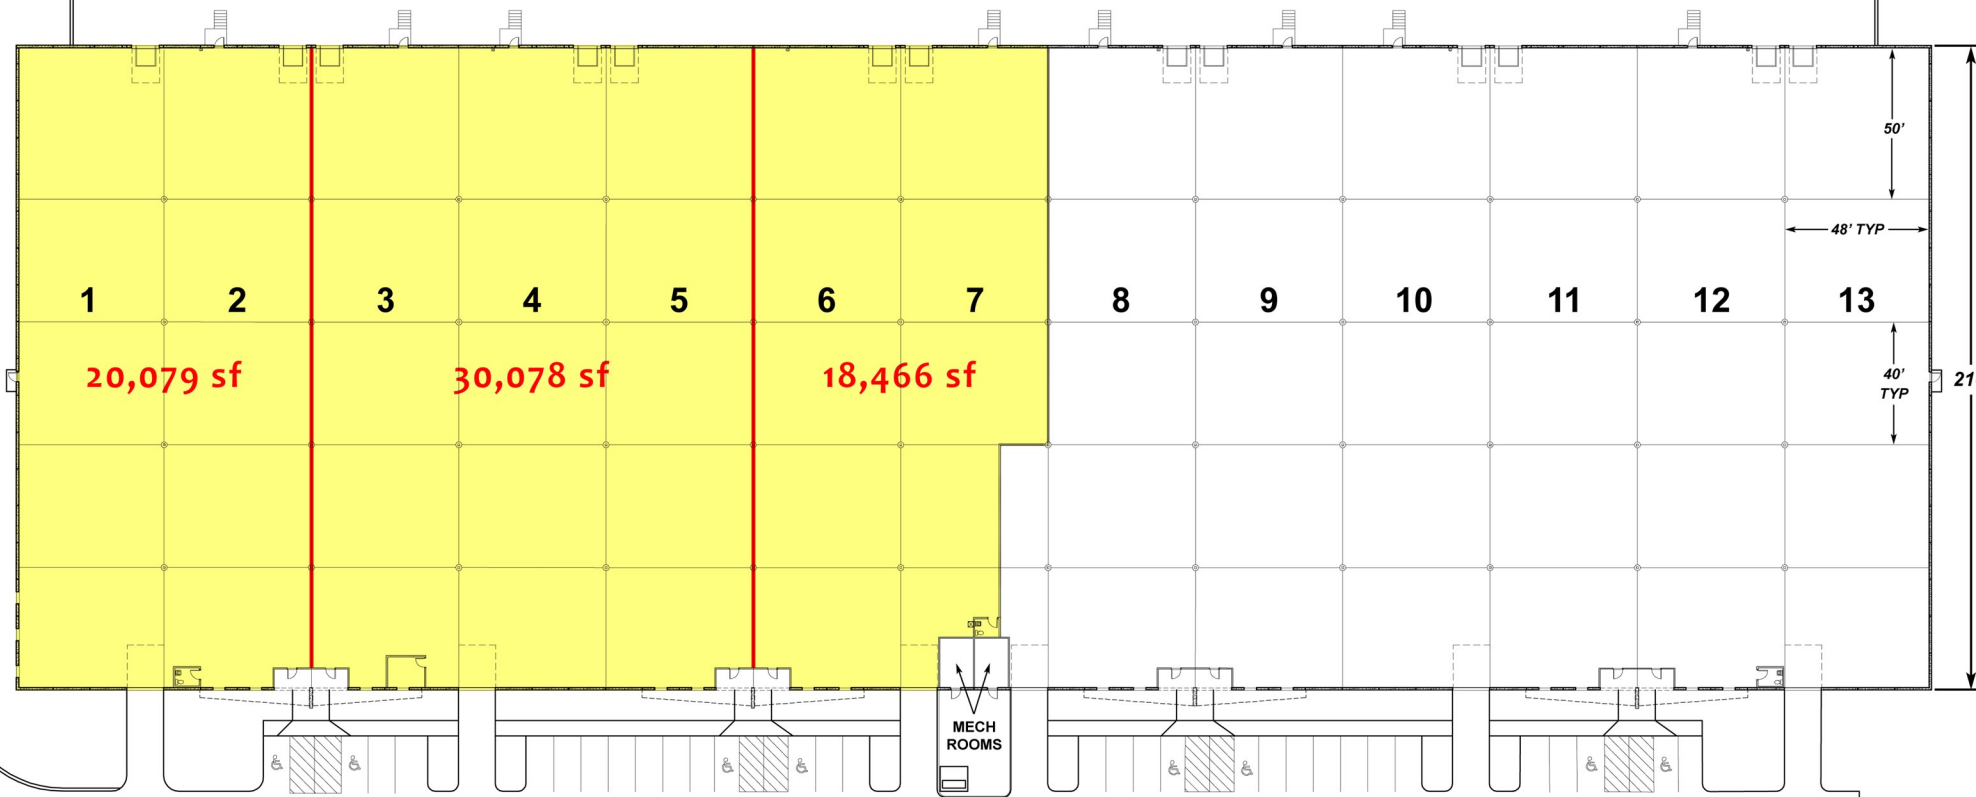 50’
48’ TYP
1 2 3 4 5 6 7 8 9 10 11 12 13
20,079 sf 30,078 sf 18,466 sf
40’
TYP
21
MECH
ROOMS